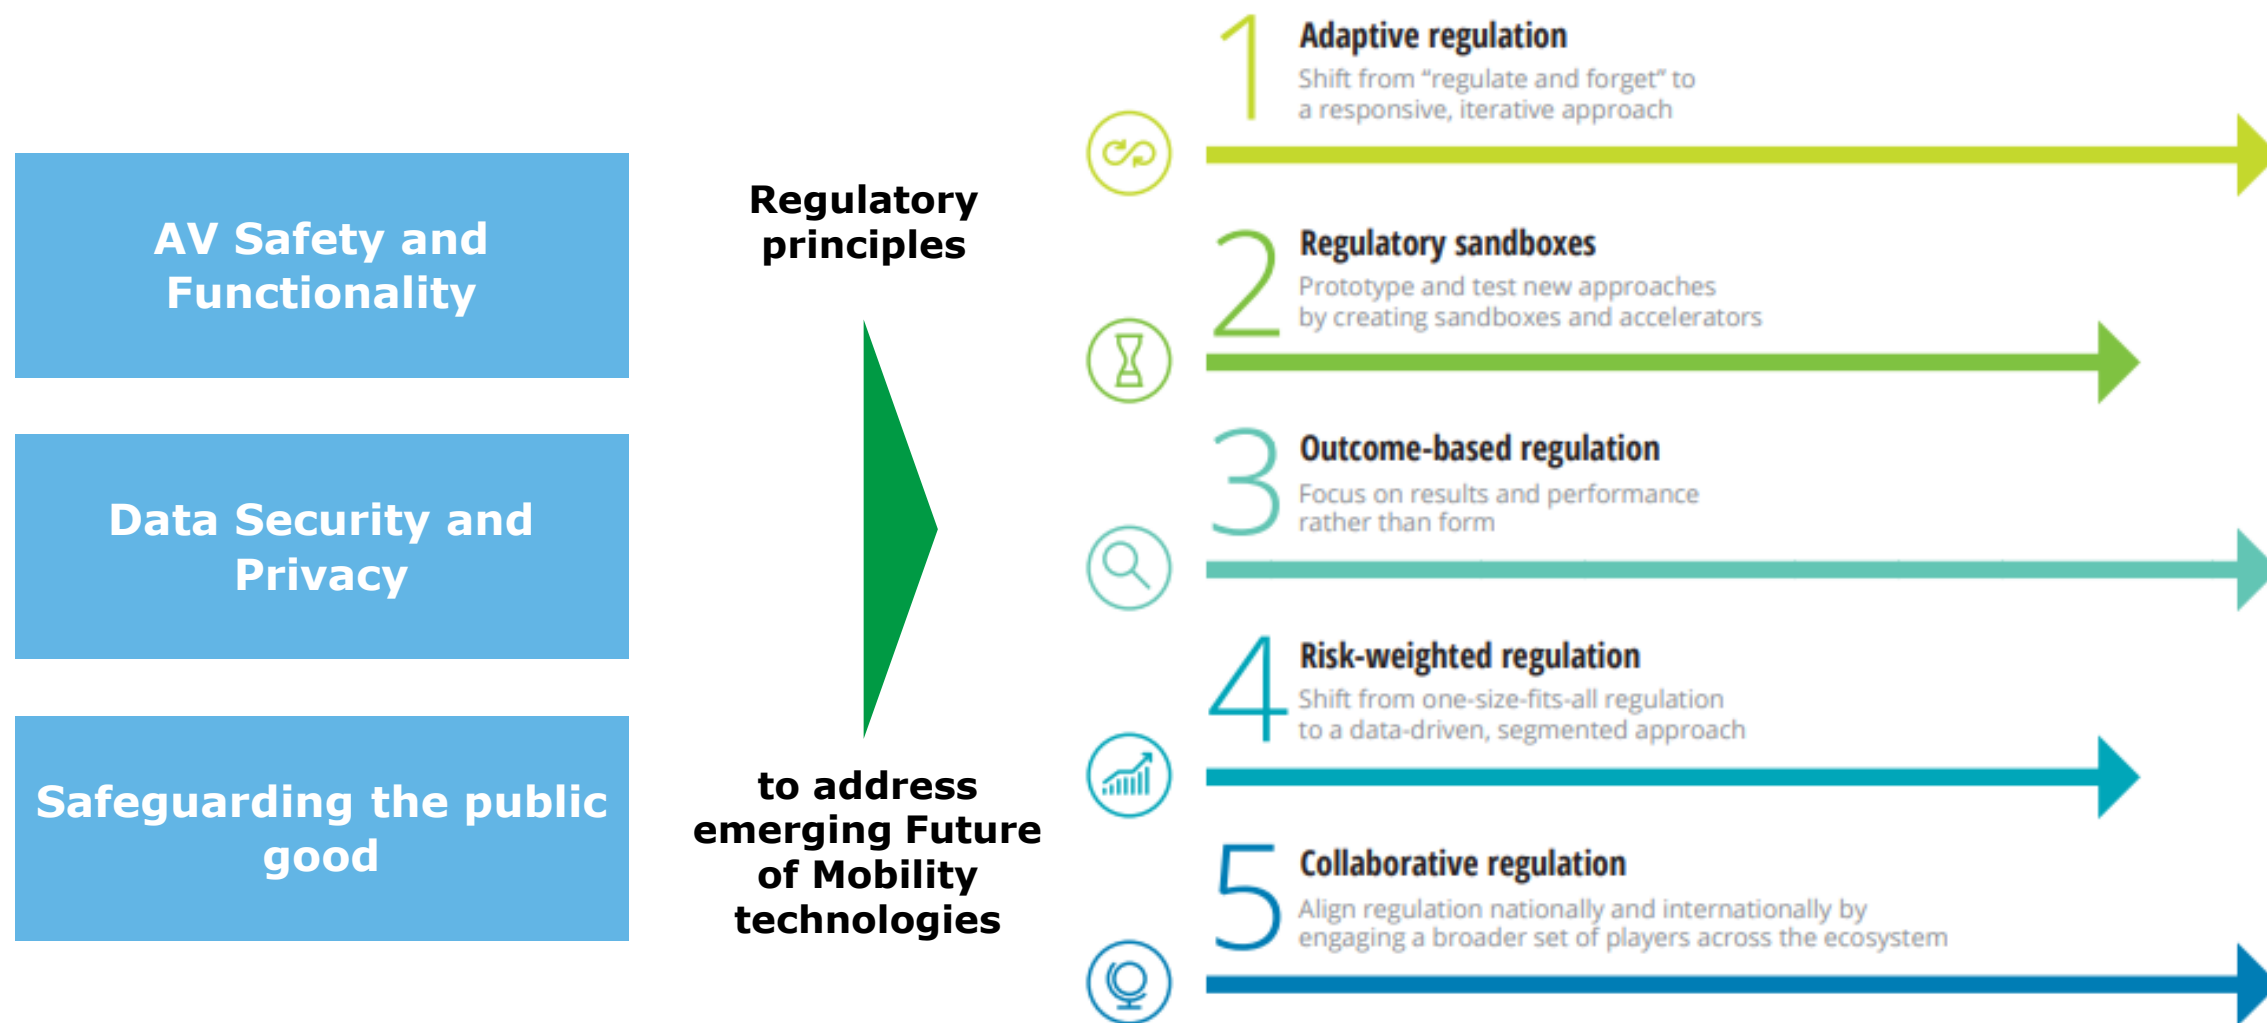 AV Safety and
Functionality
Data Security and
Privacy
Safeguarding the public
good
Regulatory
principles
to address
emerging Future
of Mobility
technologies
1
Adaptive regulation
Shift from “regulate and forget” to
a responsive, iterative approach
2
Regulatory sandboxes
Prototype and test new approaches
by creating sandboxes and accelerators
3
Outcome-based regulation
Focus on results and performance
rather than form
4
Risk-weighted regulation
Shift from one-size-fits-all regulation
to a data-driven, segmented approach
5
Collaborative regulation
Align regulation nationally and internationally by
engaging a broader set of players across the ecosystem